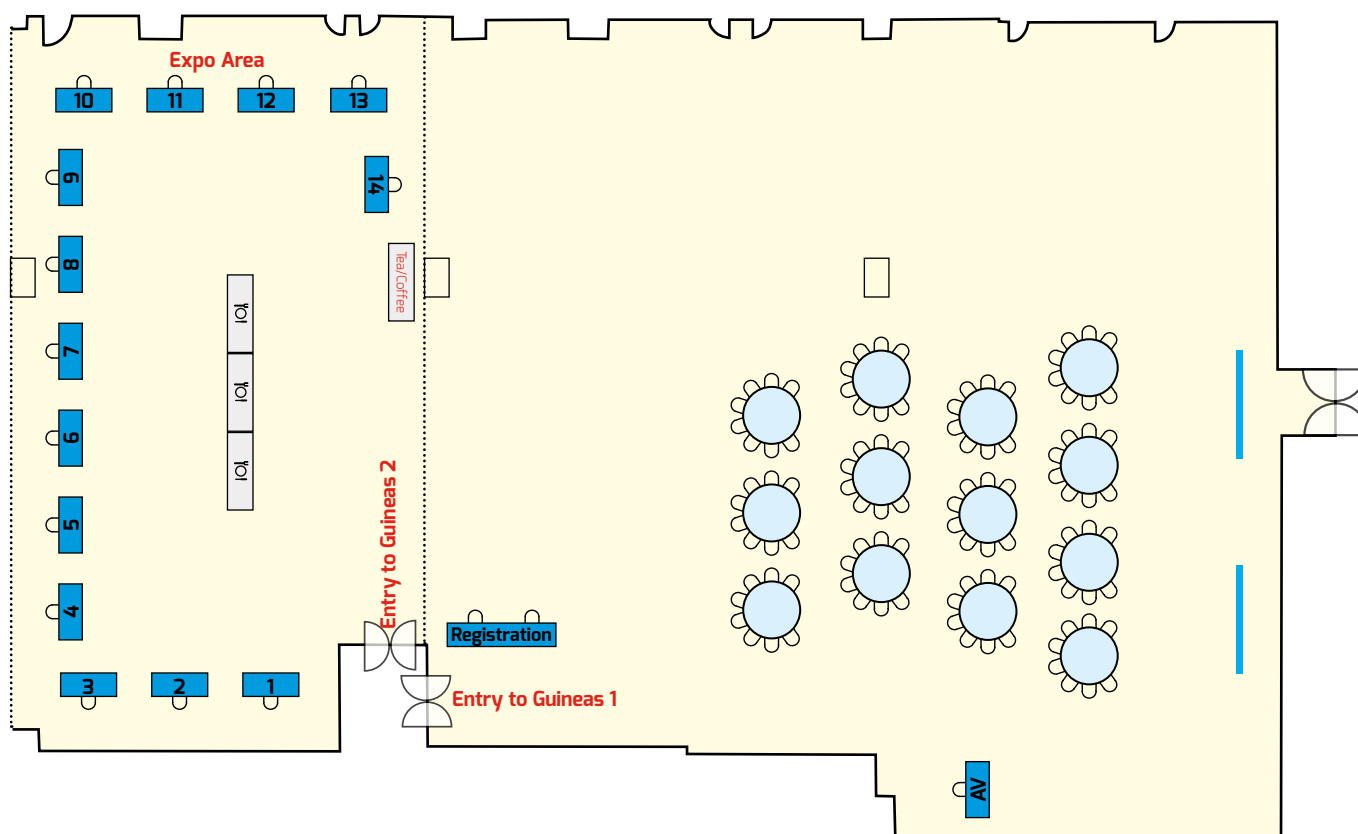 Expo Area
10
11
12
13
9
14
8
Tea/Coffee
7
6
5
4
Entry to Guineas 2
Registration
3
2
1
Entry to Guineas 1
AV